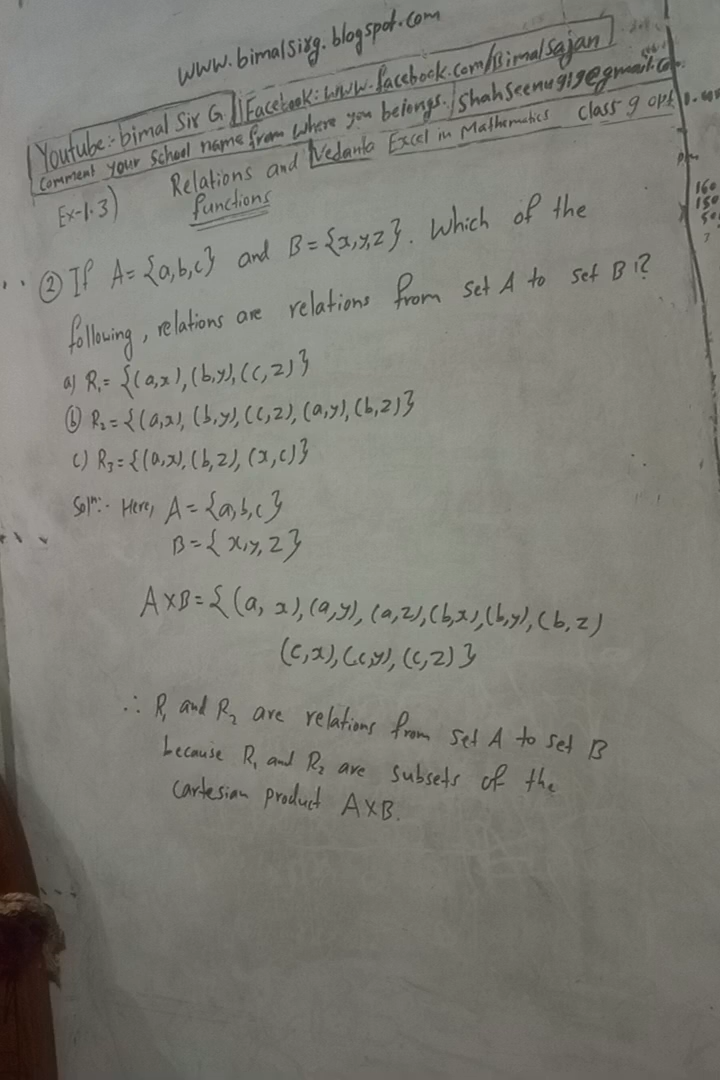 www.bimalsirg.blogspot.com
Youtube:- bimal Sir G || Facebook: www.facebook.com/Bimalsajan
Comment your School name from where you belongs. / shahseenu919@gmail.com
Ex-1.3) Relations and functions Vedanta Excel in Mathematics Class 9 opt
② If A = {a,b,c} and B = {x,y,z}. Which of the
following, relations are relations from set A to set B ?
a) R₁ = {(a,x), (b,y), (c,z)}
(b) R₂ = {(a,x), (b,y), (c,z), (a,y), (b,z)}
c) R₃ = {(a,x), (b,z), (x,c)}
Solⁿ:- Here, A = {a,b,c}
B = {x,y,z}
A×B = {(a, x), (a,y), (a,z), (b,x), (b,y), (b,z)
(c,x), (c,y), (c,z)}
∴ R₁ and R₂ are relations from set A to set B
because R₁ and R₂ are subsets of the
Cartesian product A×B.
160
150